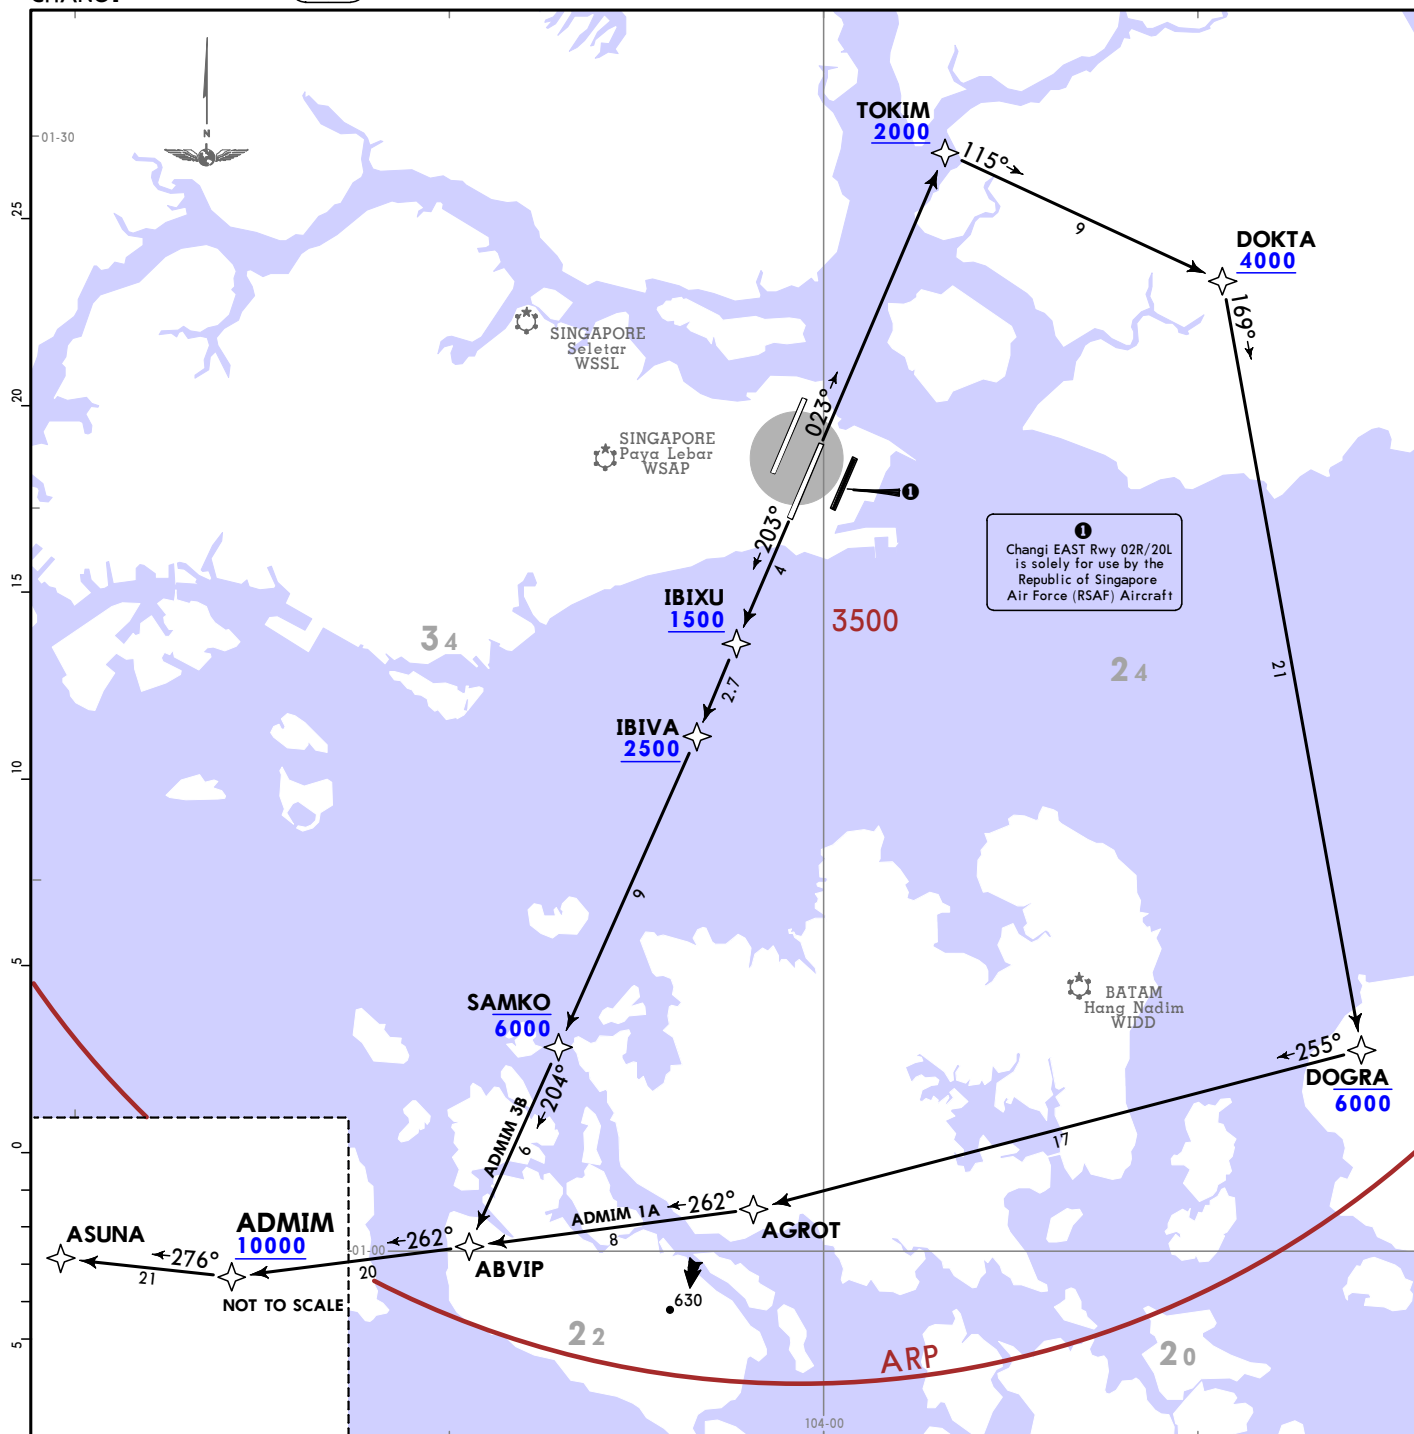 N
01-30
25
20
15
10
5
0
5
TOKIM
2000
115°
9
DOKTA
4000
169°
21
SINGAPORE
Seletar
WSSL
SINGAPORE
Paya Lebar
WSAP
023°
203°
4
1
1
Changi EAST Rwy 02R/20L
is solely for use by the
Republic of Singapore
Air Force (RSAF) Aircraft
IBIXU
1500
3500
34
24
2.7
IBIVA
2500
9
SAMKO
6000
204°
ADMIM 3B
6
BATAM
Hang Nadim
WIDD
255°
DOGRA
6000
17
262°
ADMIM 1A
8
AGROT
ABVIP
262°
20
01-00
ADMIM
10000
ASUNA
276°
21
NOT TO SCALE
630
22
ARP
20
104-00